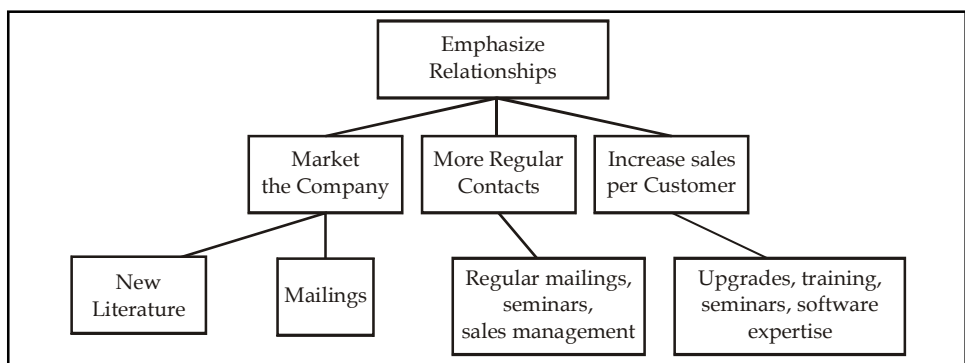 Emphasize
Relationships
Market
the Company
More Regular
Contacts
Increase sales
per Customer
New
Literature
Mailings
Regular mailings,
seminars,
sales management
Upgrades, training,
seminars, software
expertise